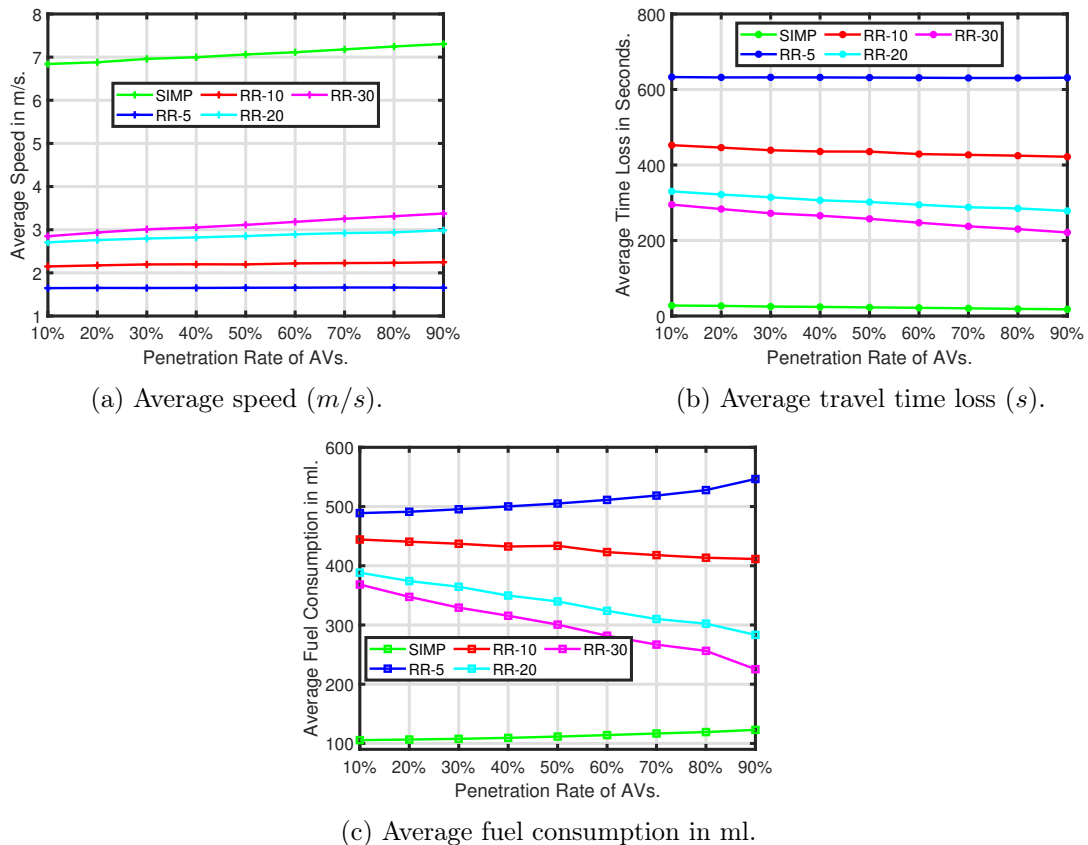 8
7
6
5
4
3
2
1
Average Speed in m/s.
SIMP RR-10 RR-30
RR-5 RR-20
10% 20% 30% 40% 50% 60% 70% 80% 90%
Penetration Rate of AVs.
(a) Average speed (m/s).
800
600
400
200
0
Average Time Loss in Seconds.
SIMP RR-10 RR-30
RR-5 RR-20
10% 20% 30% 40% 50% 60% 70% 80% 90%
Penetration Rate of AVs.
(b) Average travel time loss (s).
600
500
400
300
200
100
Average Fuel Consumption in ml.
SIMP RR-10 RR-30
RR-5 RR-20
10% 20% 30% 40% 50% 60% 70% 80% 90%
Penetration Rate of AVs.
(c) Average fuel consumption in ml.